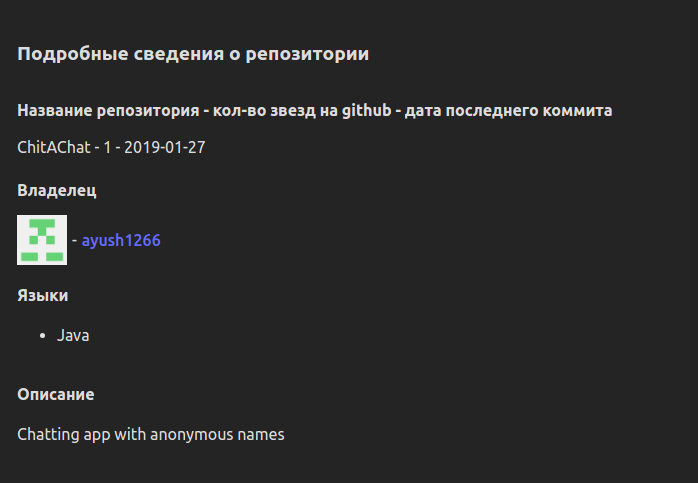 Подробные сведения о репозитории
Название репозитория - кол-во звезд на github - дата последнего коммита
ChitAChat - 1 - 2019-01-27
Владелец
- ayush1266
Языки
• Java
Описание
Chatting app with anonymous names